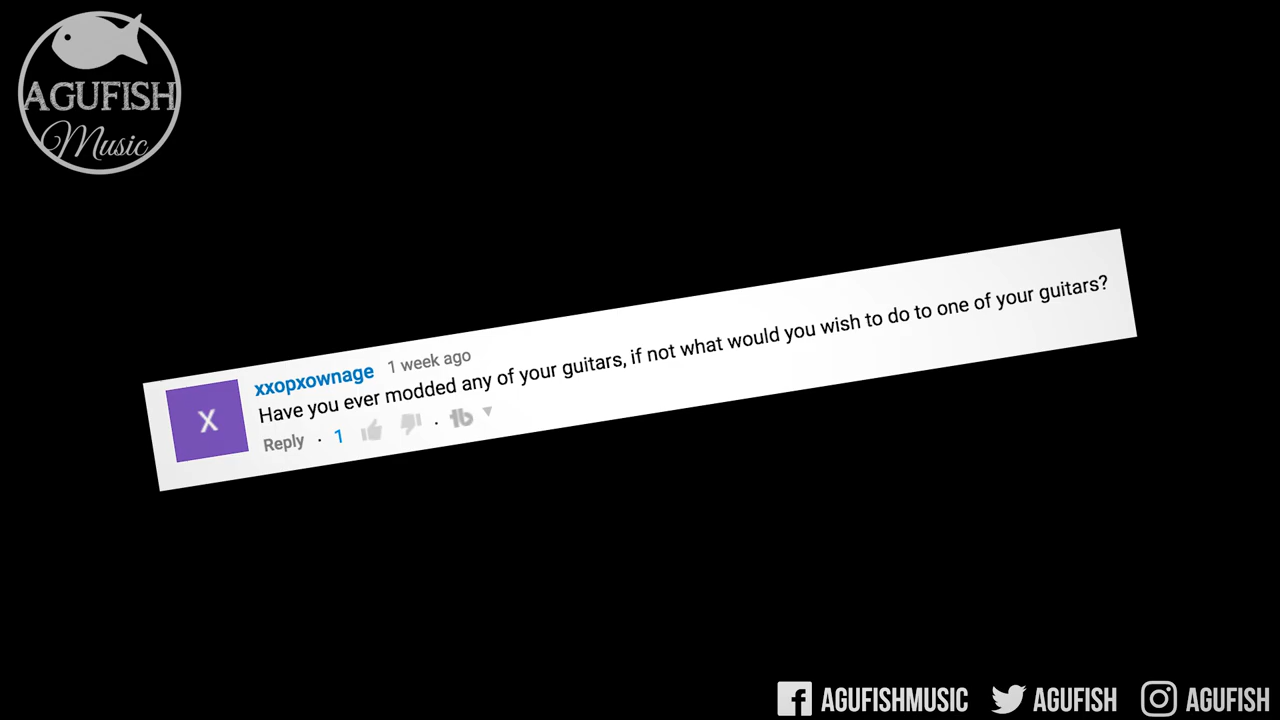 AGUFISH
Music
xxopxownage 1 week ago
X
Have you ever modded any of your guitars, if not what would you wish to do to one of your guitars?
Reply · 1 · tb
AGUFISHMUSIC AGUFISH AGUFISH